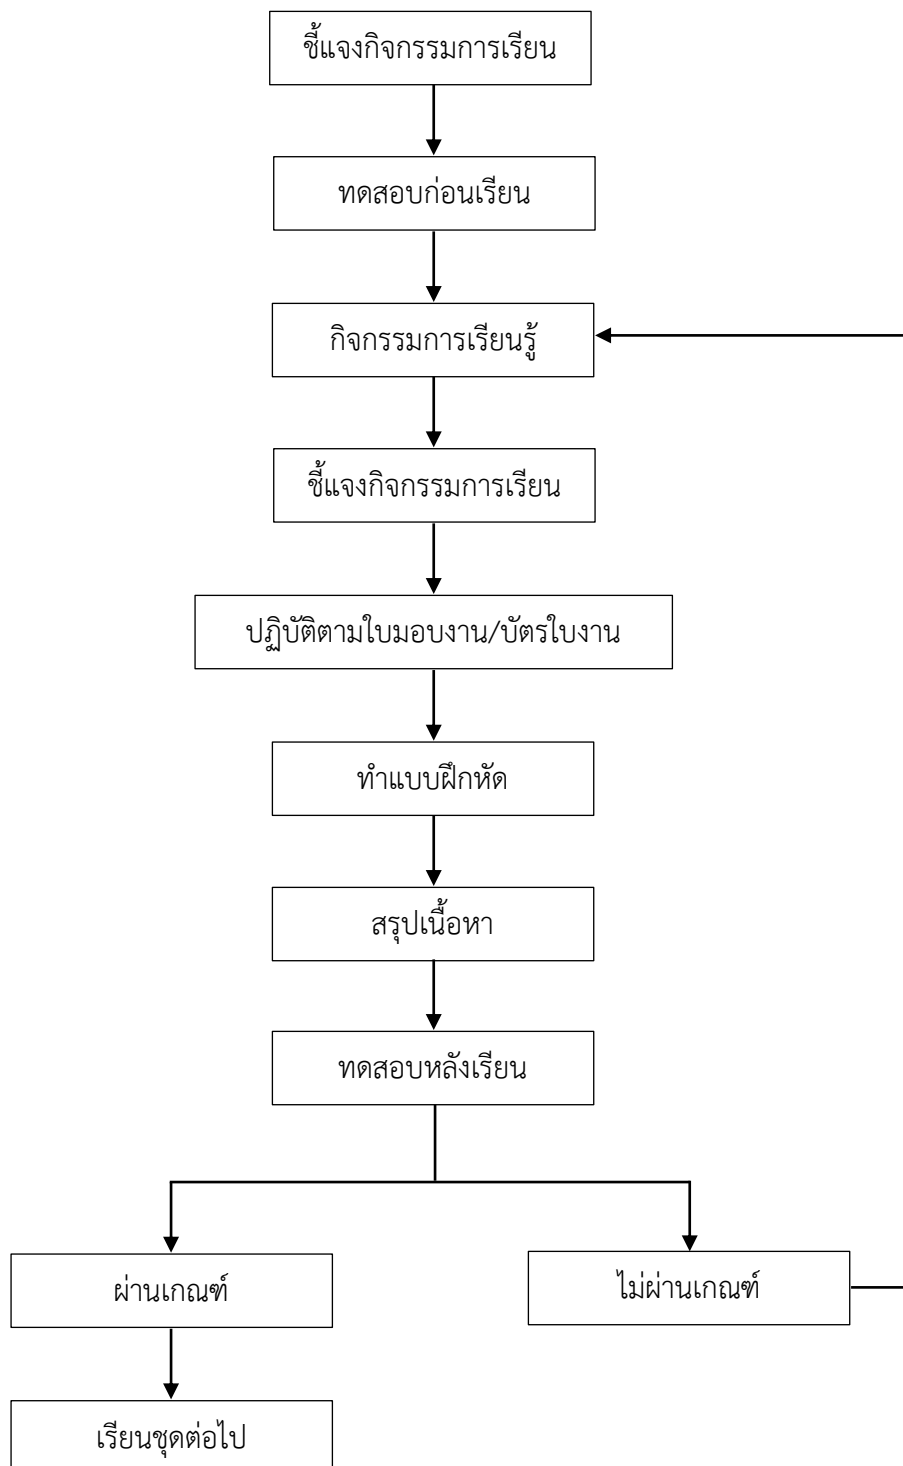 ชี้แจงกิจกรรมการเรียน
ทดสอบก่อนเรียน
กิจกรรมการเรียนรู้
ชี้แจงกิจกรรมการเรียน
ปฏิบัติตามใบมอบงาน/บัตรใบงาน
ทำแบบฝึกหัด
สรุปเนื้อหา
ทดสอบหลังเรียน
ผ่านเกณฑ์
ไม่ผ่านเกณฑ์
เรียนชุดต่อไป